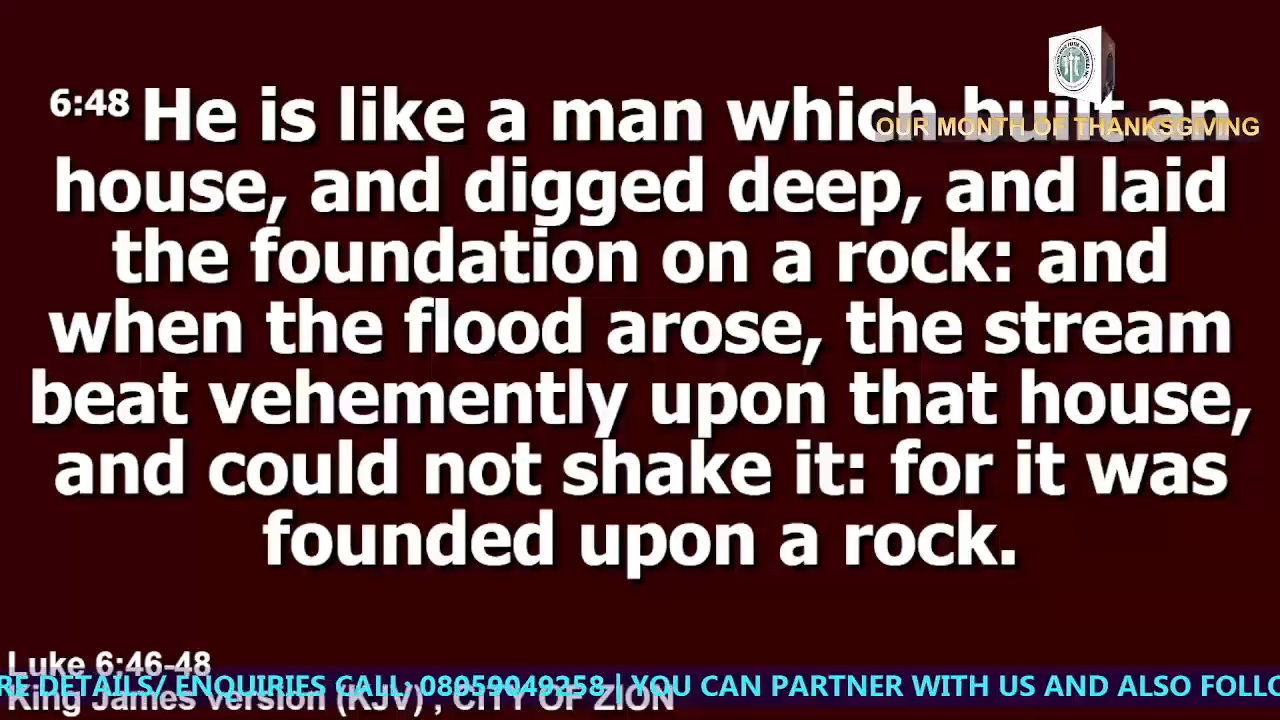 6:48 He is like a man which built an
OUR MONTH OF THANKSGIVING
house, and digged deep, and laid
the foundation on a rock: and
when the flood arose, the stream
beat vehemently upon that house,
and could not shake it: for it was
founded upon a rock.
Luke 6:46-48
RE DETAILS/ ENQUIRIES CALL: 08059049258 | YOU CAN PARTNER WITH US AND ALSO FOLLO
King James version (KJV) , CITY OF ZION